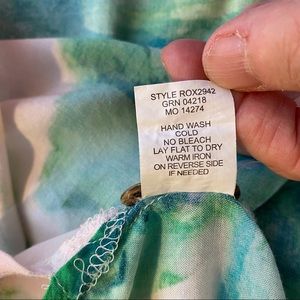 STYLE ROX2942
GRN 04218
MO 14274
HAND WASH
COLD
NO BLEACH
LAY FLAT TO DRY
WARM IRON
ON REVERSE SIDE
IF NEEDED